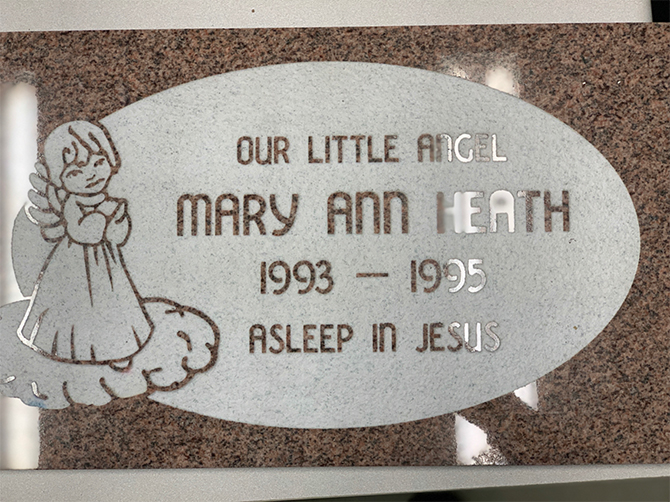 OUR LITTLE ANGEL
MARY ANN HEATH
1993 — 1995
ASLEEP IN JESUS